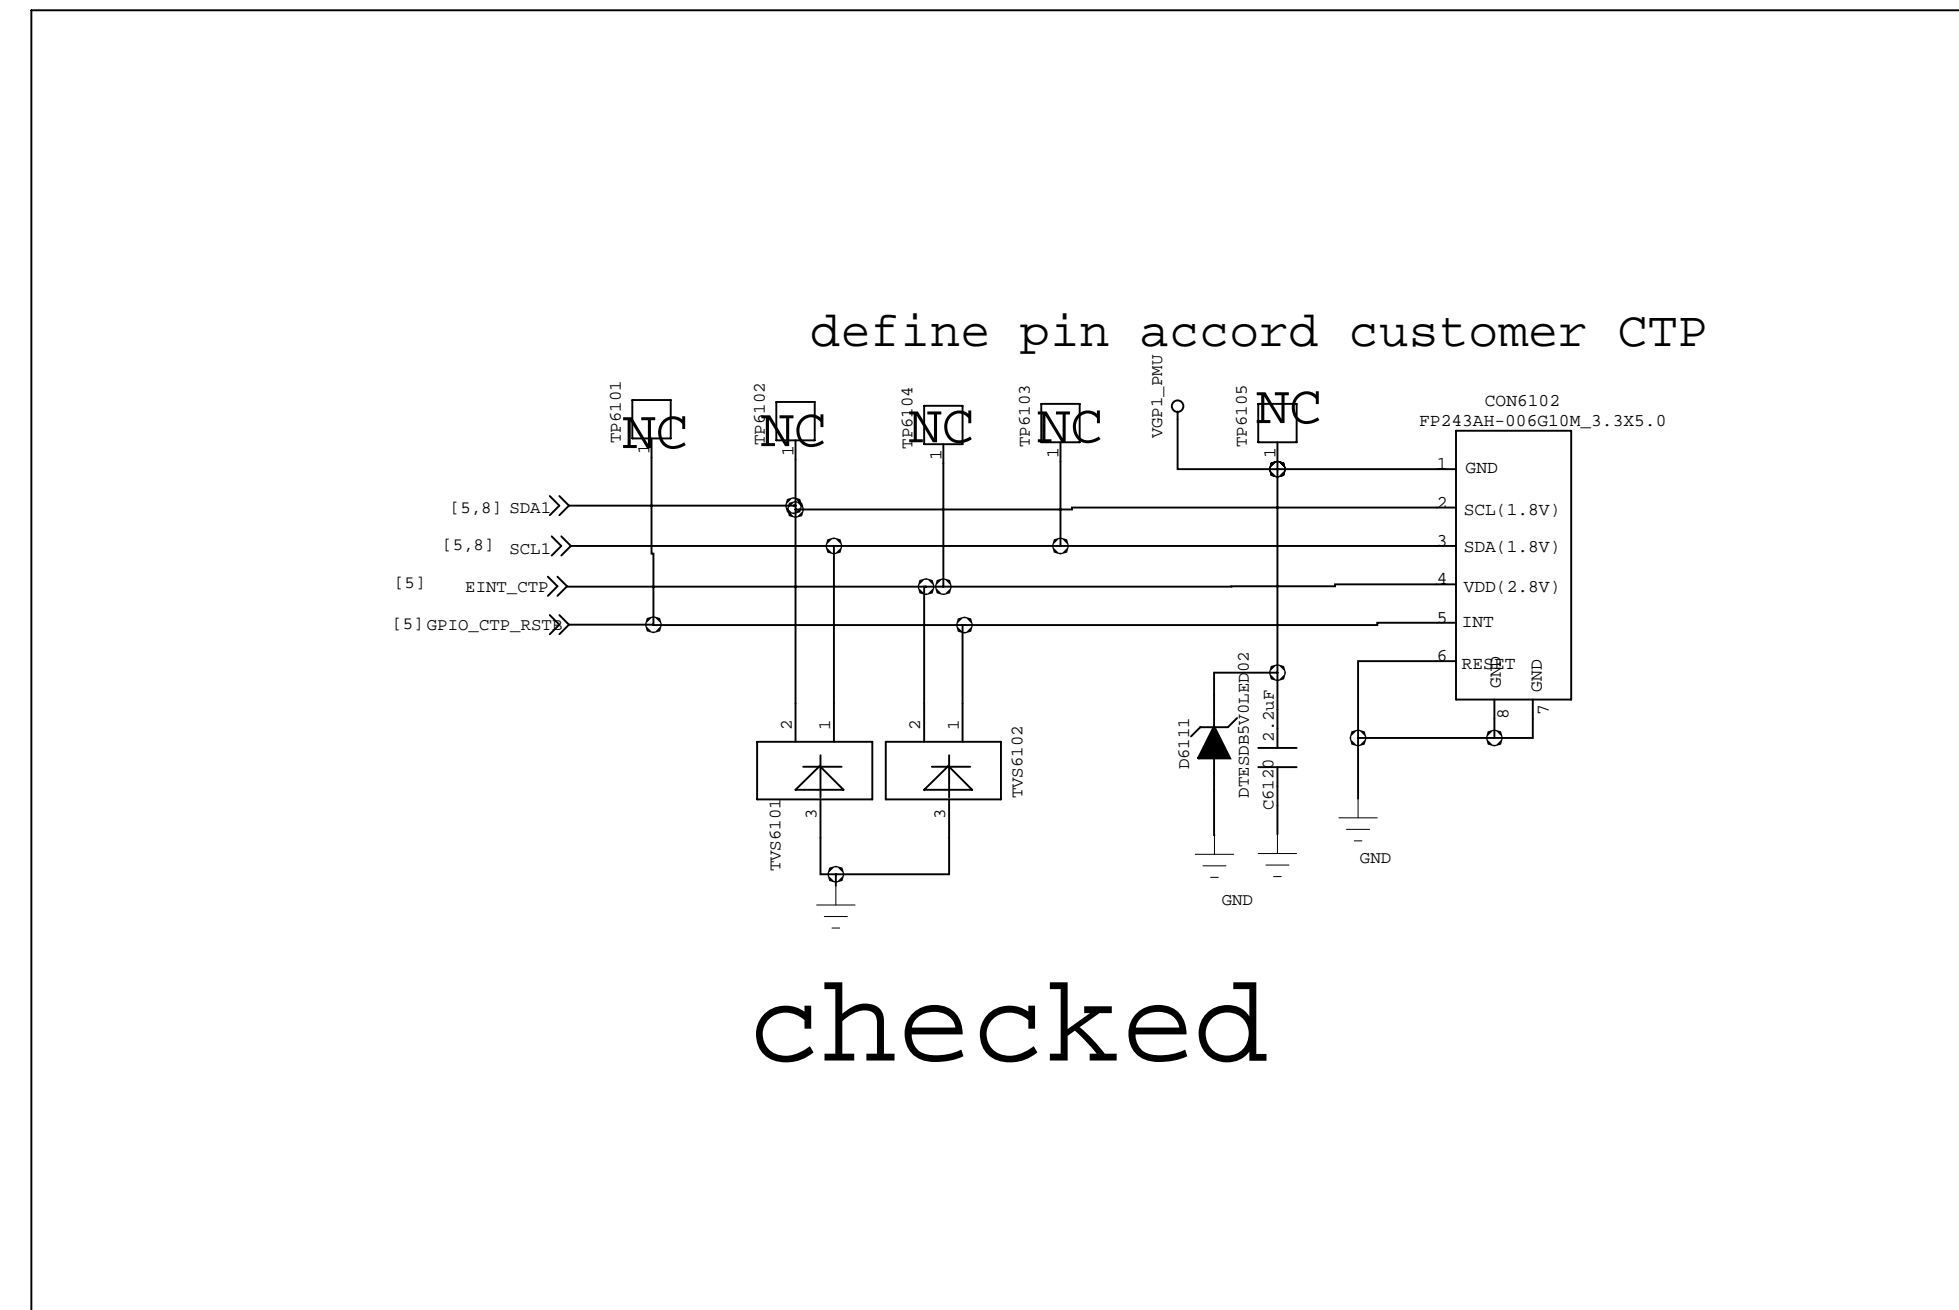 define pin accord customer CTP
TP6101
NC
1
TP6102
NC
1
TP6104
NC
1
TP6103
NC
1
VGP1_PMU
TP6105
NC
1
CON6102
FP243AH-006G10M_3.3X5.0
1 GND
[5,8] SDA1
2 SCL(1.8V)
[5,8] SCL1
3 SDA(1.8V)
[5] EINT_CTP
4 VDD(2.8V)
[5] GPIO_CTP_RSTB
5 INT
6 RESET
GND
GND
8
7
2
1
2
1
TVS6101
3
TVS6102
3
D6111
DTESDB5V0LED02
C6120 2.2uF
GND
GND
checked